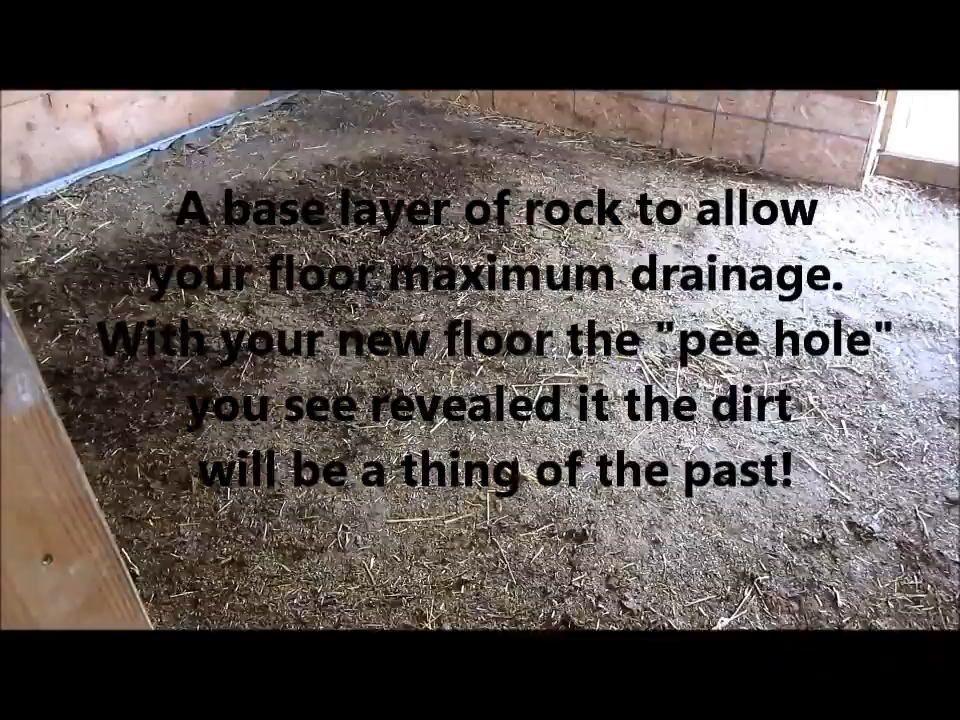 A base layer of rock to allow
your floor maximum drainage.
With your new floor the "pee hole"
you see revealed it the dirt
will be a thing of the past!